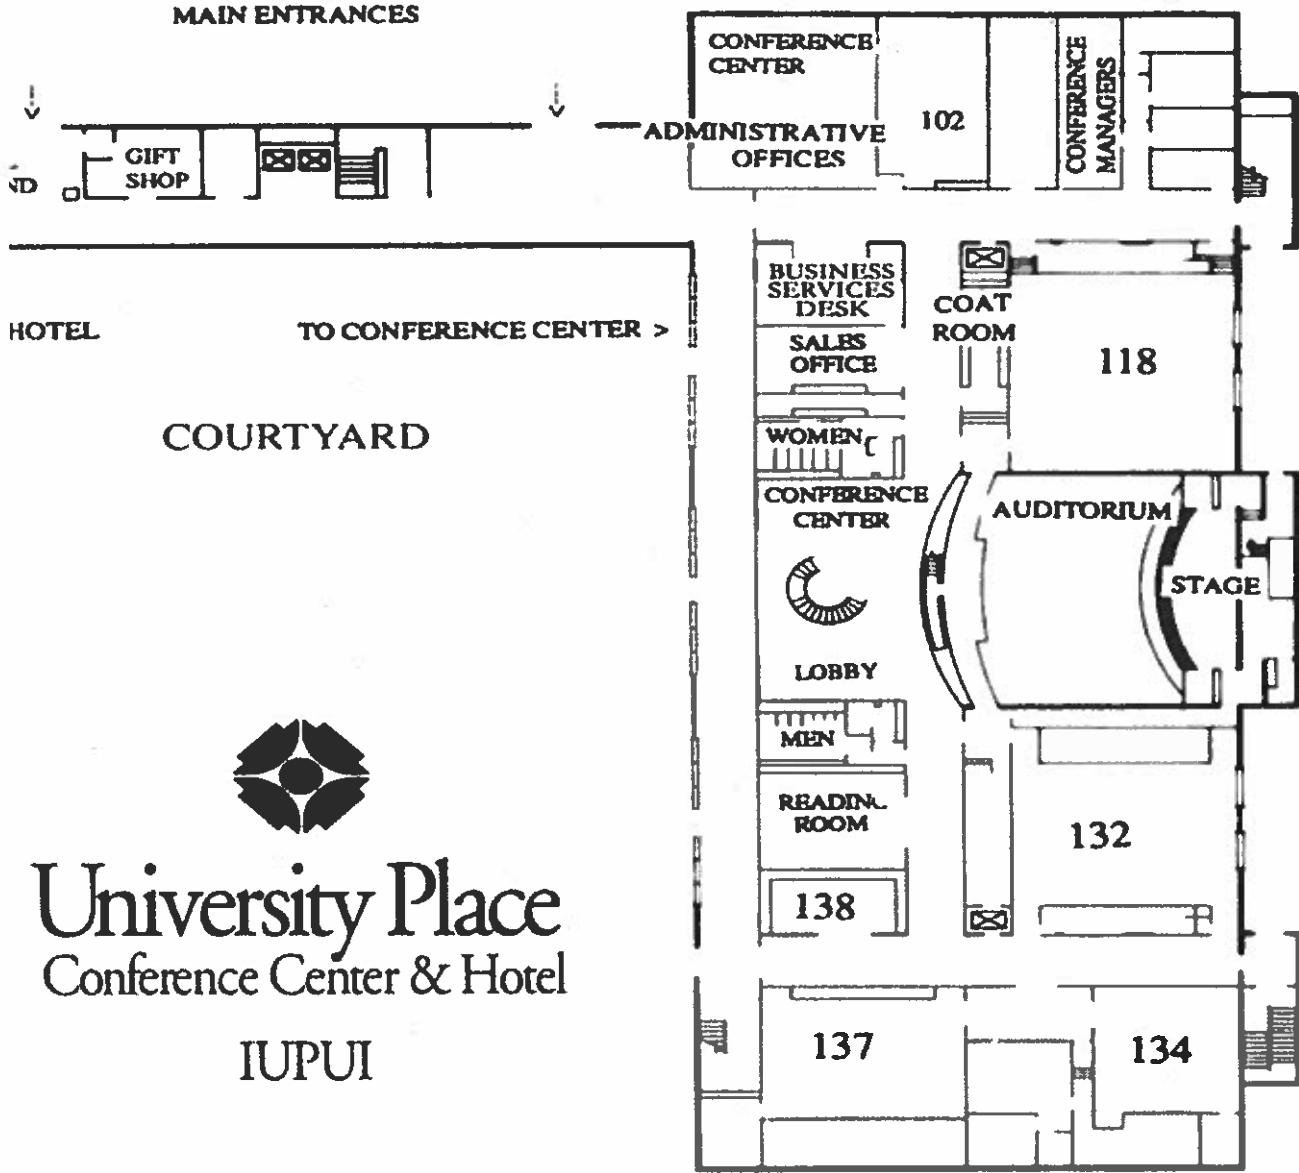 MAIN ENTRANCES
CONFERENCE
CENTER
ADMINISTRATIVE
OFFICES
102
CONFERENCE
MANAGERS
GIFT
SHOP
ND
BUSINESS
SERVICES
DESK
COAT
ROOM
HOTEL
TO CONFERENCE CENTER >
SALES
OFFICE
118
COURTYARD
WOMEN
CONFERENCE
CENTER
AUDITORIUM
STAGE
LOBBY
MEN
READING
ROOM
132
138
University Place
Conference Center & Hotel
IUPUI
137
134